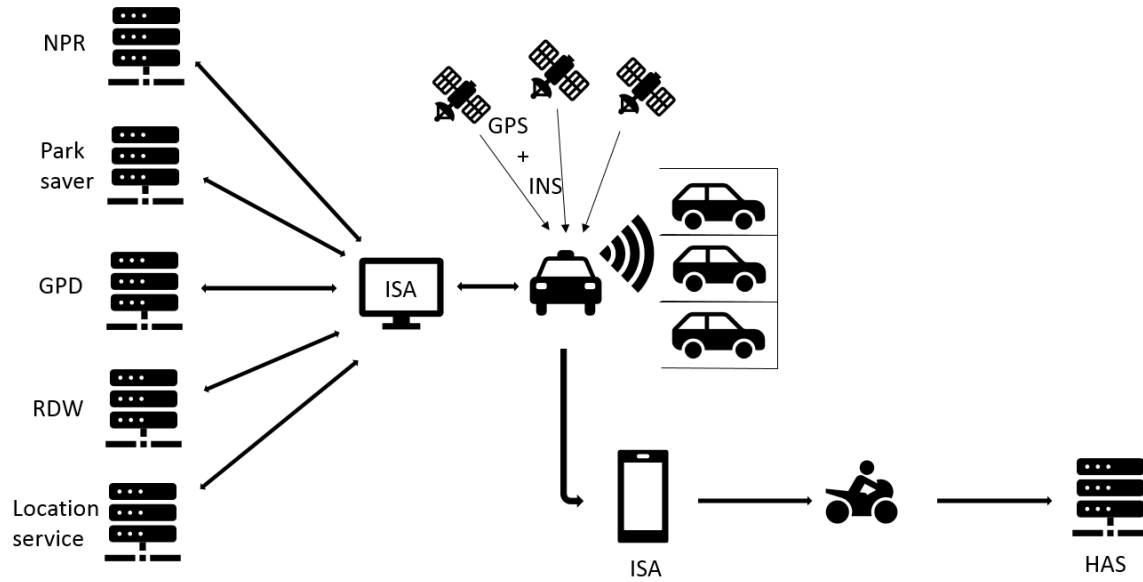 NPR
Park
saver
GPD
RDW
Location
service
ISA
GPS
+
INS
ISA
HAS